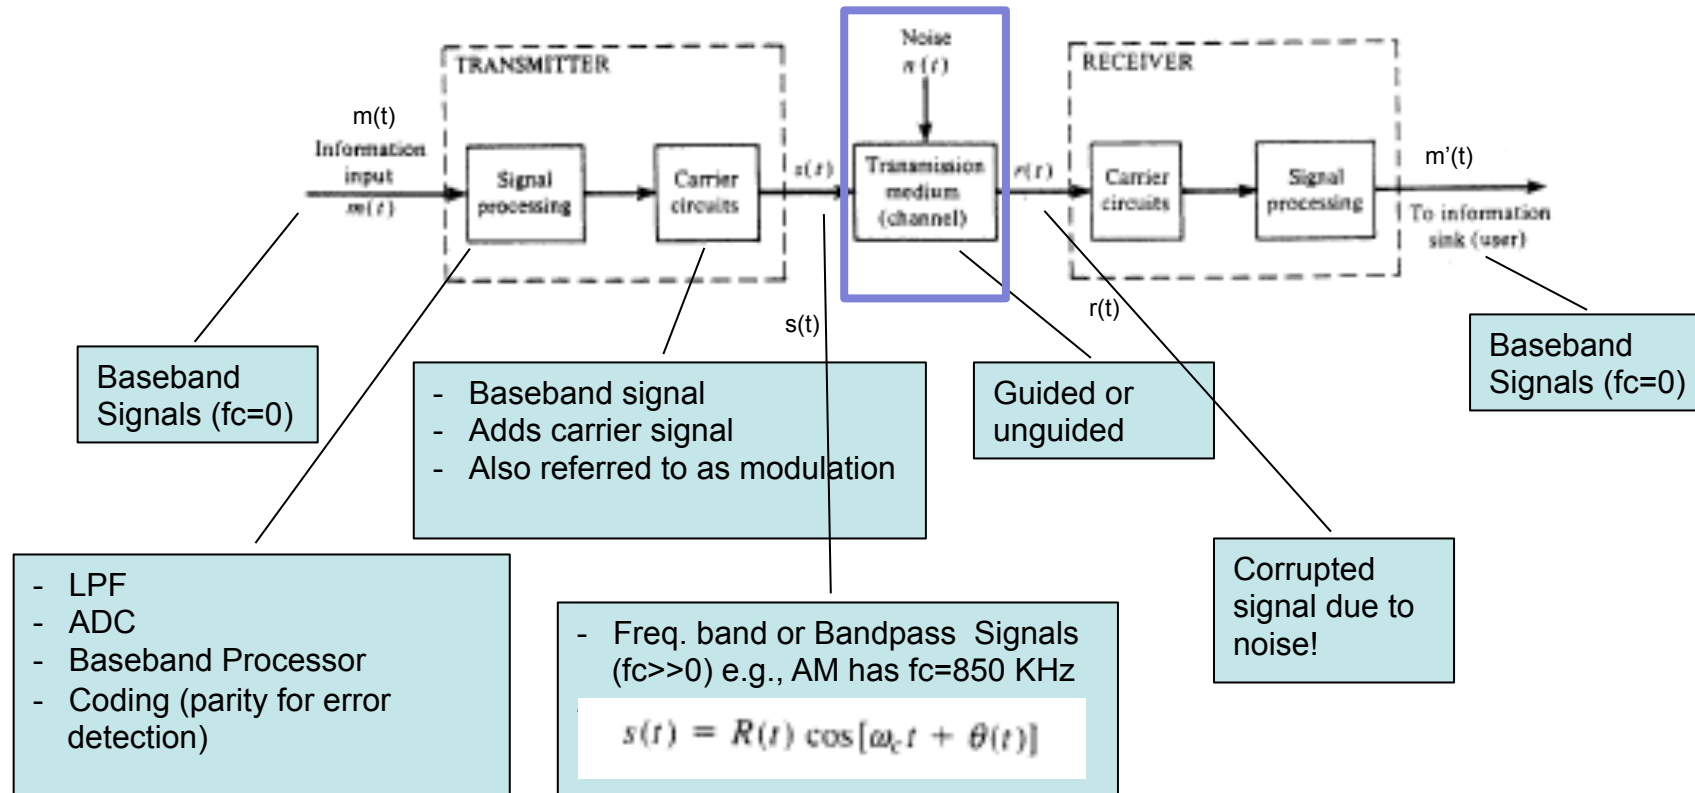 Noise
n(t)
TRANSMITTER
RECEIVER
m(t)
Information
input
m(t)
Signal
processing
Carrier
circuits
s(t)
Transmission
medium
(channel)
r(t)
Carrier
circuits
Signal
processing
m’(t)
To information
sink (user)
s(t)
r(t)
Baseband
Signals (fc=0)
- Baseband signal
- Adds carrier signal
- Also referred to as modulation
Guided or
unguided
Baseband
Signals (fc=0)
- LPF
- ADC
- Baseband Processor
- Coding (parity for error
detection)
- Freq. band or Bandpass Signals
(fc>>0) e.g., AM has fc=850 KHz
s(t) = R(t) cos[ω_c t + θ(t)]
Corrupted
signal due to
noise!